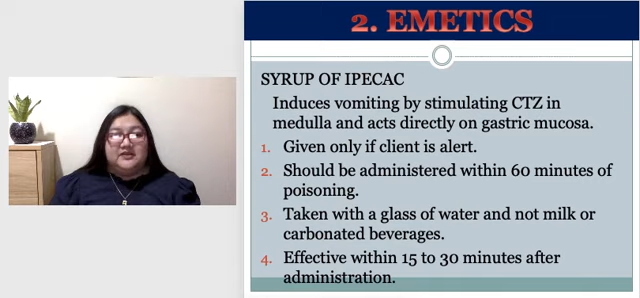 2. EMETICS
SYRUP OF IPECAC
Induces vomiting by stimulating CTZ in
medulla and acts directly on gastric mucosa.
1. Given only if client is alert.
2. Should be administered within 60 minutes of
poisoning.
3. Taken with a glass of water and not milk or
carbonated beverages.
4. Effective within 15 to 30 minutes after
administration.